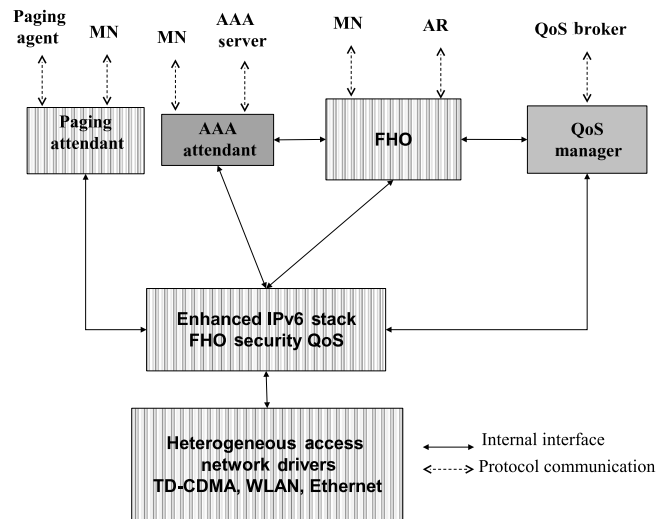 Paging
agent
MN
MN
AAA
server
MN
AR
QoS broker
Paging
attendant
AAA
attendant
FHO
QoS
manager
Enhanced IPv6 stack
FHO security QoS
Heterogeneous access
network drivers
TD-CDMA, WLAN, Ethernet
Internal interface
Protocol communication